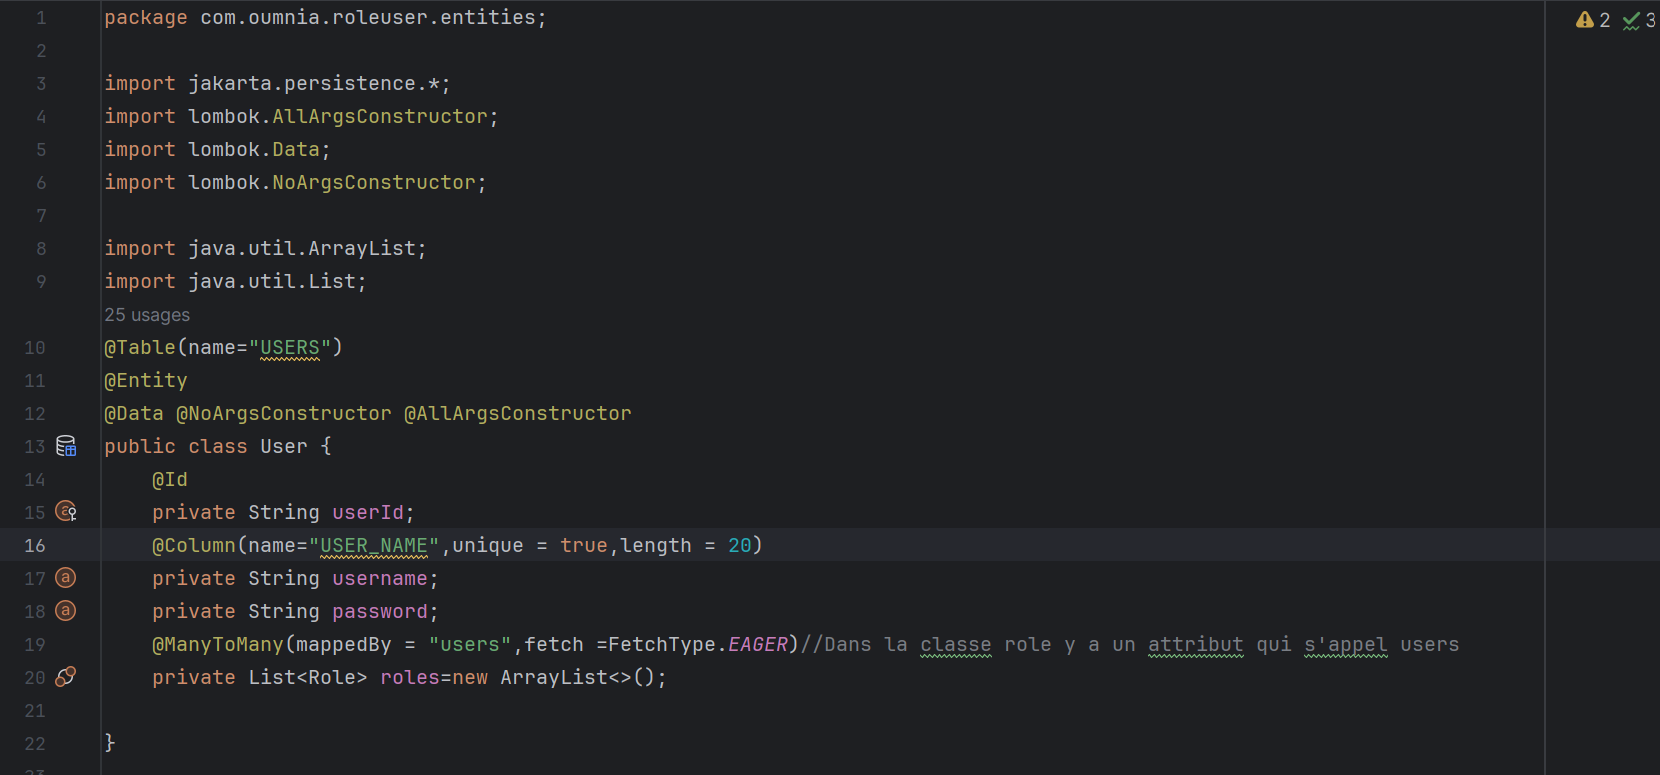 1 package com.oumnia.roleuser.entities;
2
3 import jakarta.persistence.*;
4 import lombok.AllArgsConstructor;
5 import lombok.Data;
6 import lombok.NoArgsConstructor;
7
8 import java.util.ArrayList;
9 import java.util.List;
25 usages
10 @Table(name="USERS")
11 @Entity
12 @Data @NoArgsConstructor @AllArgsConstructor
13 public class User {
14 @Id
15 private String userId;
16 @Column(name="USER_NAME",unique = true,length = 20)
17 private String username;
18 private String password;
19 @ManyToMany(mappedBy = "users",fetch =FetchType.EAGER)//Dans la classe role y a un attribut qui s'appel users
20 private List<Role> roles=new ArrayList<>();
21
22 }
2 3